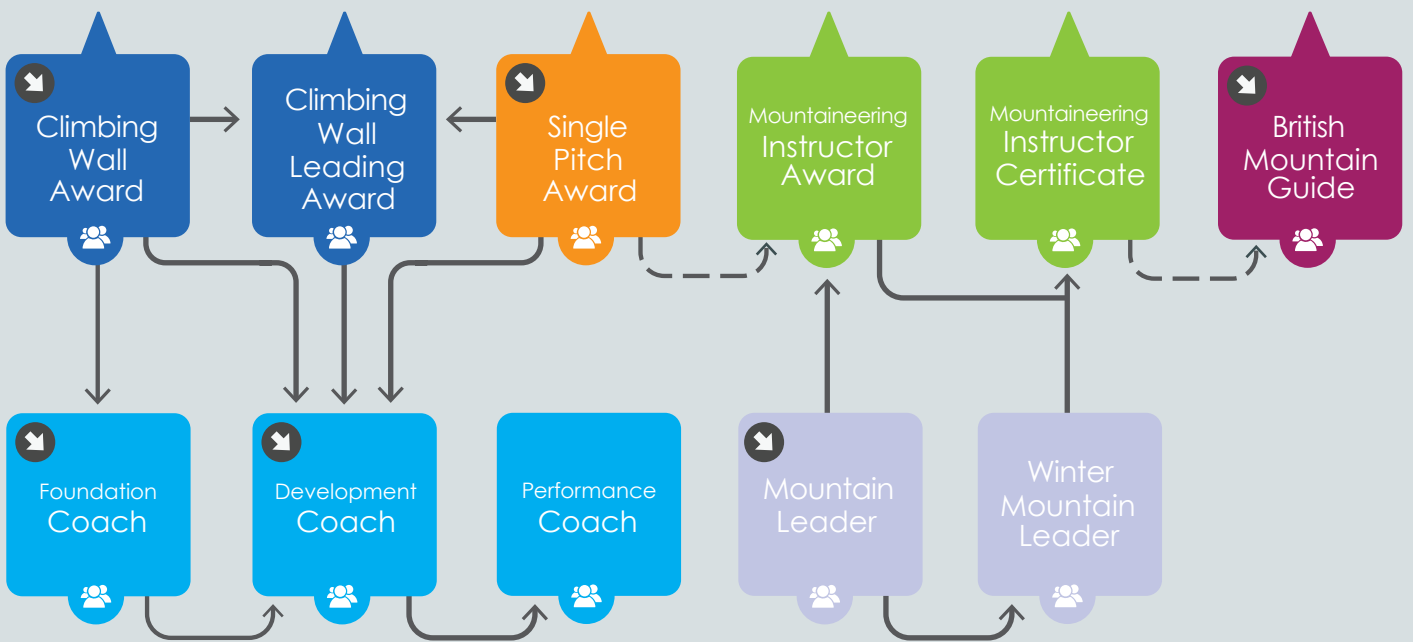 Climbing
Wall
Award
Climbing
Wall
Leading
Award
Single
Pitch
Award
Mountaineering
Instructor
Award
Mountaineering
Instructor
Certificate
British
Mountain
Guide
Foundation
Coach
Development
Coach
Performance
Coach
Mountain
Leader
Winter
Mountain
Leader